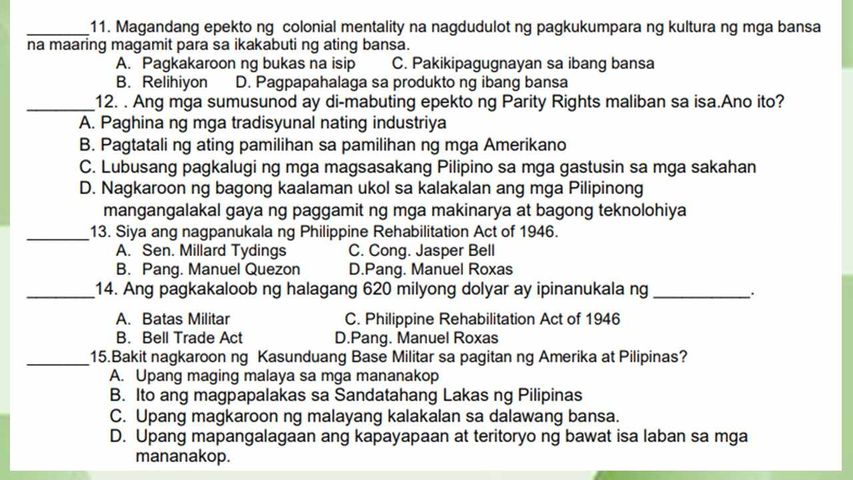 _______11. Magandang epekto ng colonial mentality na nagdudulot ng pagkukumpara ng kultura ng mga bansa
na maaring magamit para sa ikakabuti ng ating bansa.
A. Pagkakaroon ng bukas na isip C. Pakikipagugnayan sa ibang bansa
B. Relihiyon D. Pagpapahalaga sa produkto ng ibang bansa
_______12. . Ang mga sumusunod ay di-mabuting epekto ng Parity Rights maliban sa isa.Ano ito?
A. Paghina ng mga tradisyunal nating industriya
B. Pagtatali ng ating pamilihan sa pamilihan ng mga Amerikano
C. Lubusang pagkalugi ng mga magsasakang Pilipino sa mga gastusin sa mga sakahan
D. Nagkaroon ng bagong kaalaman ukol sa kalakalan ang mga Pilipinong
mangangalakal gaya ng paggamit ng mga makinarya at bagong teknolohiya
_______13. Siya ang nagpanukala ng Philippine Rehabilitation Act of 1946.
A. Sen. Millard Tydings C. Cong. Jasper Bell
B. Pang. Manuel Quezon D.Pang. Manuel Roxas
_______14. Ang pagkakaloob ng halagang 620 milyong dolyar ay ipinanukala ng __________.
A. Batas Militar C. Philippine Rehabilitation Act of 1946
B. Bell Trade Act D.Pang. Manuel Roxas
_______15.Bakit nagkaroon ng Kasunduang Base Militar sa pagitan ng Amerika at Pilipinas?
A. Upang maging malaya sa mga mananakop
B. Ito ang magpapalakas sa Sandatahang Lakas ng Pilipinas
C. Upang magkaroon ng malayang kalakalan sa dalawang bansa.
D. Upang mapangalagaan ang kapayapaan at teritoryo ng bawat isa laban sa mga
mananakop.